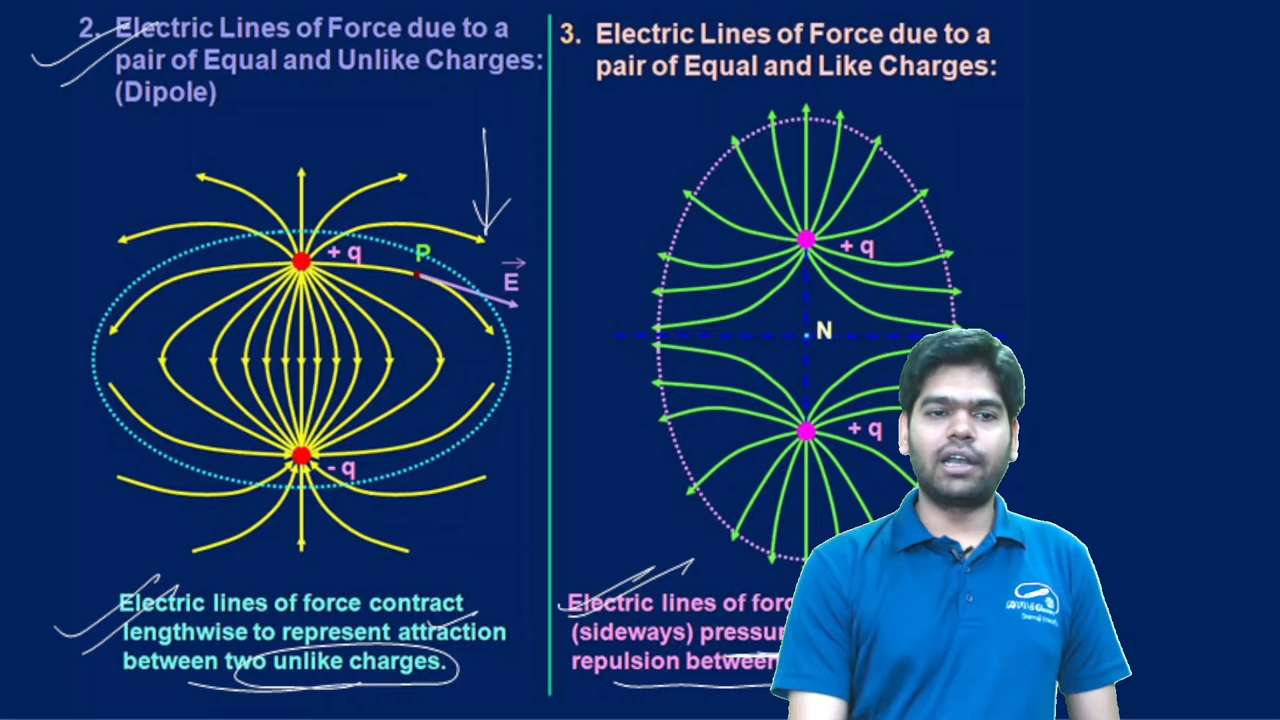 2. Electric Lines of Force due to a
pair of Equal and Unlike Charges:
(Dipole)
+ q
P
E
- q
Electric lines of force contract
lengthwise to represent attraction
between two unlike charges.
3. Electric Lines of Force due to a
pair of Equal and Like Charges:
+ q
N
+ q
Electric lines of
(sideways)
repulsion between